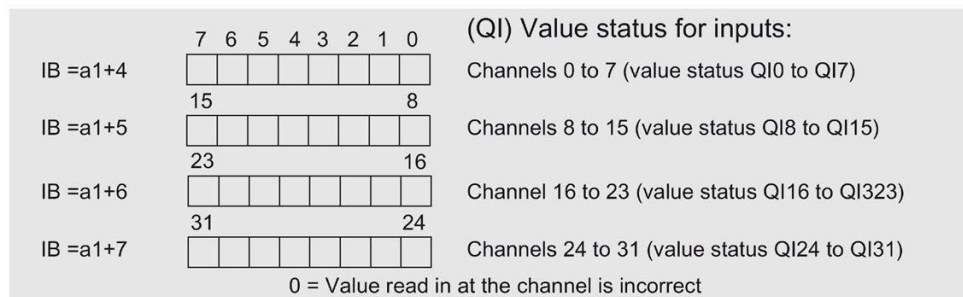 (QI) Value status for inputs:
7 6 5 4 3 2 1 0
IB =a1+4 Channels 0 to 7 (value status QI0 to QI7)
15 8
IB =a1+5 Channels 8 to 15 (value status QI8 to QI15)
23 16
IB =a1+6 Channel 16 to 23 (value status QI16 to QI323)
31 24
IB =a1+7 Channels 24 to 31 (value status QI24 to QI31)
0 = Value read in at the channel is incorrect